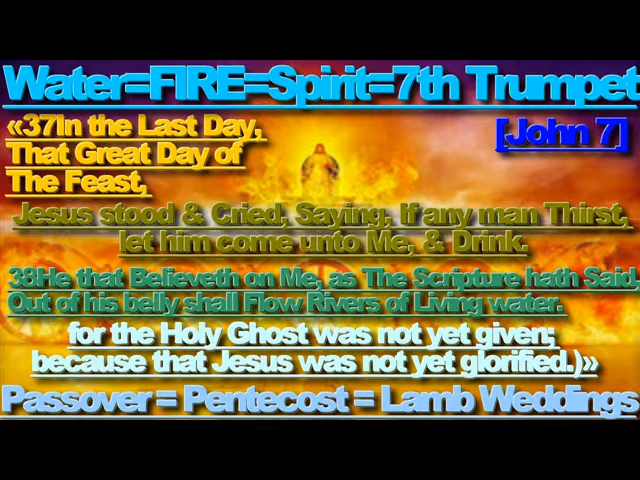 Water=FIRE=Spirit=7th Trumpet
«37In the Last Day,
[John 7]
That Great Day of
The Feast,
Jesus stood & Cried; Saying, If any man Thirst,
let him come unto Me, & Drink.
38He that Believeth on Me, as The Scripture hath Said,
Out of his belly shall Flow Rivers of Living water.
for the Holy Ghost was not yet given;
because that Jesus was not yet glorified.)»
Passover = Pentecost = Lamb Weddings